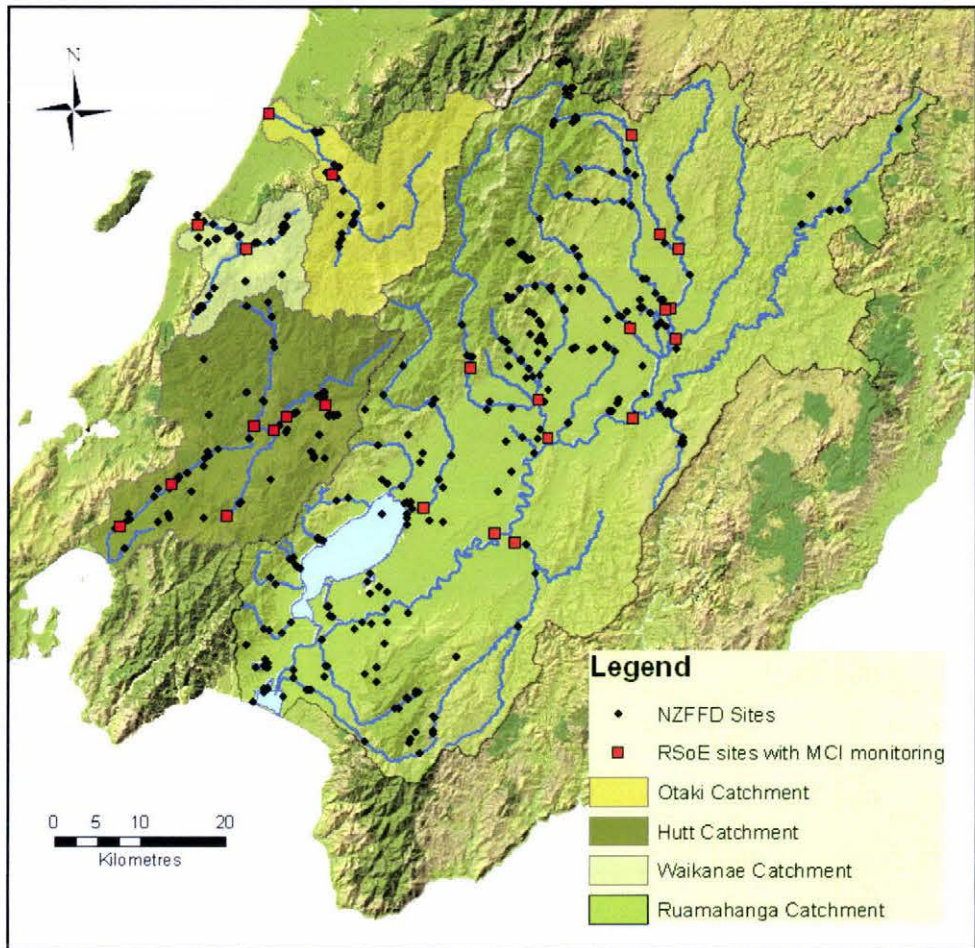 N
Legend
NZFFD Sites
RSoE sites with MCI monitoring
Otaki Catchment
Hutt Catchment
Waikanae Catchment
Ruamahanga Catchment
0 5 10 20
Kilometres